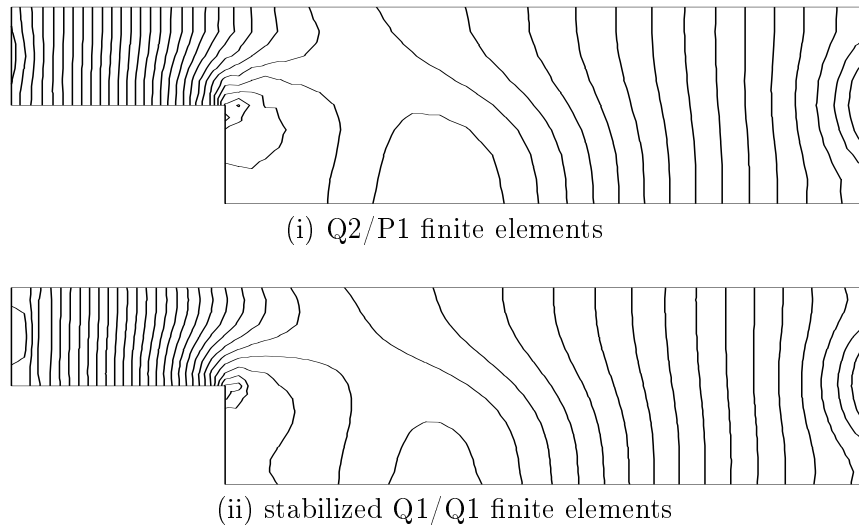 (i) Q2/P1 finite elements
(ii) stabilized Q1/Q1 finite elements